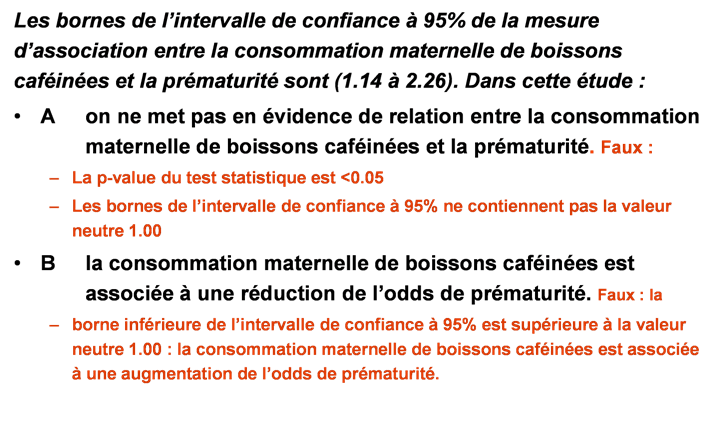 Les bornes de l’intervalle de confiance à 95% de la mesure
d’association entre la consommation maternelle de boissons
caféinées et la prématurité sont (1.14 à 2.26). Dans cette étude :
• A on ne met pas en évidence de relation entre la consommation
maternelle de boissons caféinées et la prématurité. Faux :
– La p-value du test statistique est <0.05
– Les bornes de l’intervalle de confiance à 95% ne contiennent pas la valeur
neutre 1.00
• B la consommation maternelle de boissons caféinées est
associée à une réduction de l’odds de prématurité. Faux : la
– borne inférieure de l’intervalle de confiance à 95% est supérieure à la valeur
neutre 1.00 : la consommation maternelle de boissons caféinées est associée
à une augmentation de l’odds de prématurité.